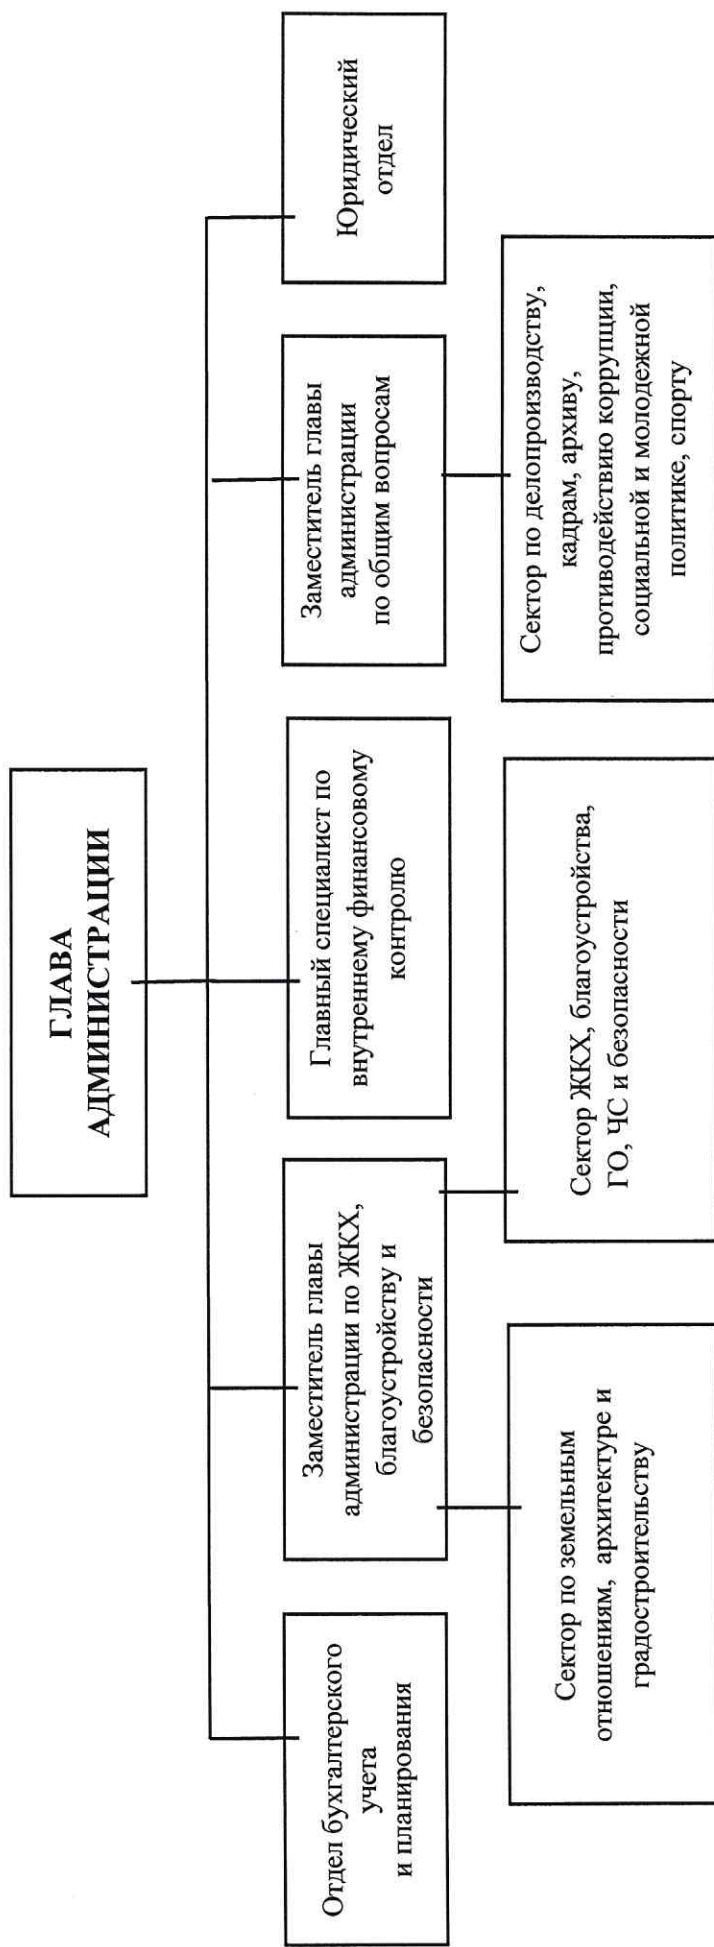 ГЛАВА
АДМИНИСТРАЦИИ
Отдел бухгалтерского
учета
и планирования
Заместитель главы
администрации по ЖКХ,
благоустройству и
безопасности
Главный специалист по
внутреннему финансовому
контролю
Заместитель главы
администрации
по общим вопросам
Юридический
отдел
Сектор по земельным
отношениям, архитектуре и
градостроительству
Сектор ЖКХ, благоустройства,
ГО, ЧС и безопасности
Сектор по делопроизводству,
кадрам, архиву,
противодействию коррупции,
социальной и молодежной
политике, спорту